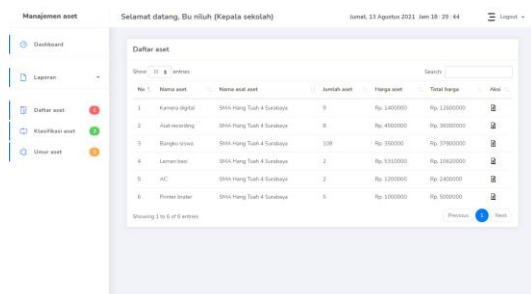 Manajemen aset
Selamat datang, Bu niluh (Kepala sekolah)
Jumat, 13 Agustus 2021 Jam 18 : 29 : 44
Logout
Dashboard
Laporan
Daftar aset
Klasifikasi aset
Umur aset
Daftar aset
Show 10 entries
Search:
No Nama aset Nama asal aset Jumlah aset Harga aset Total harga Aksi
1 Kamera digital SMA Hang Tuah 4 Surabaya 9 Rp. 1400000 Rp. 12600000
2 Alat recording SMA Hang Tuah 4 Surabaya 8 Rp. 4500000 Rp. 36000000
3 Bangku siswa SMA Hang Tuah 4 Surabaya 108 Rp. 350000 Rp. 37800000
4 Lemari besi SMA Hang Tuah 4 Surabaya 2 Rp. 5310000 Rp. 10620000
5 AC SMA Hang Tuah 4 Surabaya 2 Rp. 1200000 Rp. 2400000
6 Printer SMA Hang Tuah 4 Surabaya 5 Rp. 1000000 Rp. 5000000
Showing 1 to 6 of 6 entries
Previous 1 Next